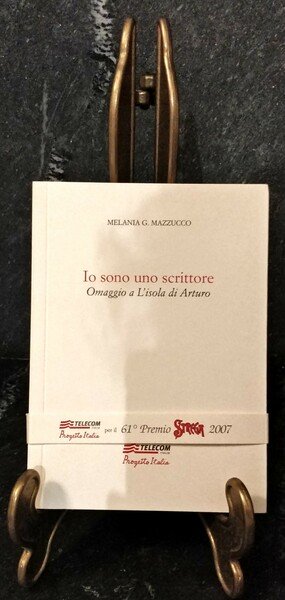 MELANIA G. MAZZUCCO
Io sono uno scrittore
Omaggio a L'isola di Arturo
TELECOM
Progetto Italia
per il 61° Premio STREGA 2007
TELECOM
Progetto Italia